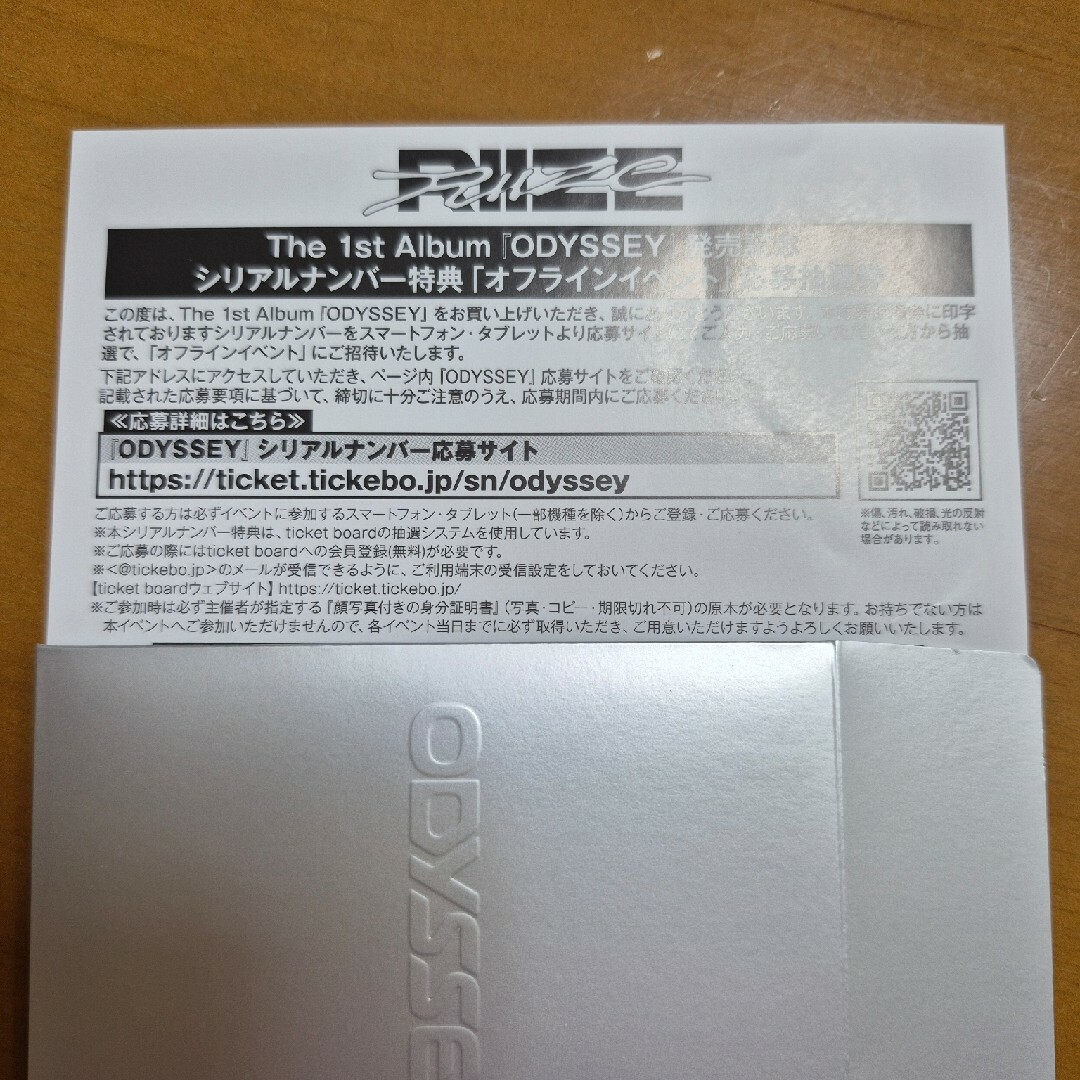 RIIZE
The 1st Album『ODYSSEY』発売
シリアルナンバー特典「オフラインイベント」応募抽
この度は、The 1st Album『ODYSSEY』をお買い上げいただき、誠に に印字
されておりますシリアルナンバーをスマートフォン・タブレットより応募サイ から抽
選で、「オフラインイベント」にご招待いたします。
下記アドレスにアクセスしていただき、ページ内『ODYSSEY』応募サイトをご
記載された応募要項に基づいて、締切に十分ご注意のうえ、応募期間内にご応募くださ
≪応募詳細はこちら≫
『ODYSSEY』シリアルナンバー応募サイト
https://ticket.tickebo.jp/sn/odyssey
ご応募する方は必ずイベントに参加するスマートフォン・タブレット(一部機種を除く)からご登録・ご応募ください。
※本シリアルナンバー特典は、ticket boardの抽選システムを使用しています。
※ご応募の際にはticket boardへの会員登録(無料)が必要です。
※<@tickebo.jp>のメールが受信できるように、ご利用端末の受信設定をしておいてください。
【ticket boardウェブサイト】https://ticket.tickebo.jp/
※ご参加時は必ず主催者が指定する『顔写真付きの身分証明書』(写真・コピー・期限切れ不可)の原本が必要となります。お持ちでない方は
本イベントへご参加いただけませんので、各イベント当日までに必ず取得いただき、ご用意いただけますようよろしくお願いいたします。
※傷、汚れ、破損、光の反射
などによって読み取れない
場合があります。
ODYSSE